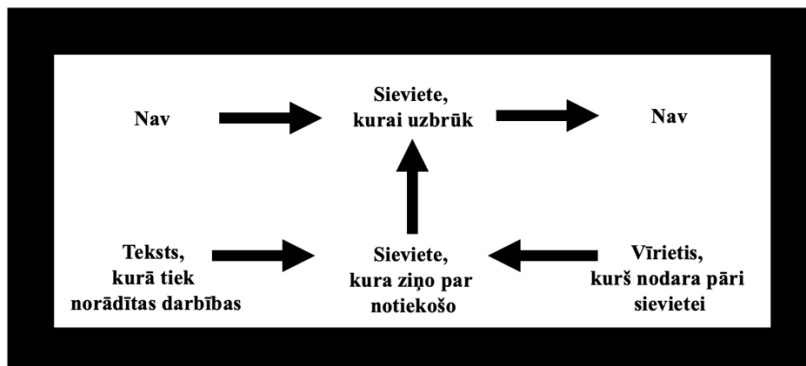 Nav
Sieviete,
kurai uzbrūk
Nav
Teksts,
kurā tiek
norādītas darbības
Sieviete,
kura ziņo par
notiekošo
Vīrietis,
kurš nodara pāri
sievietei